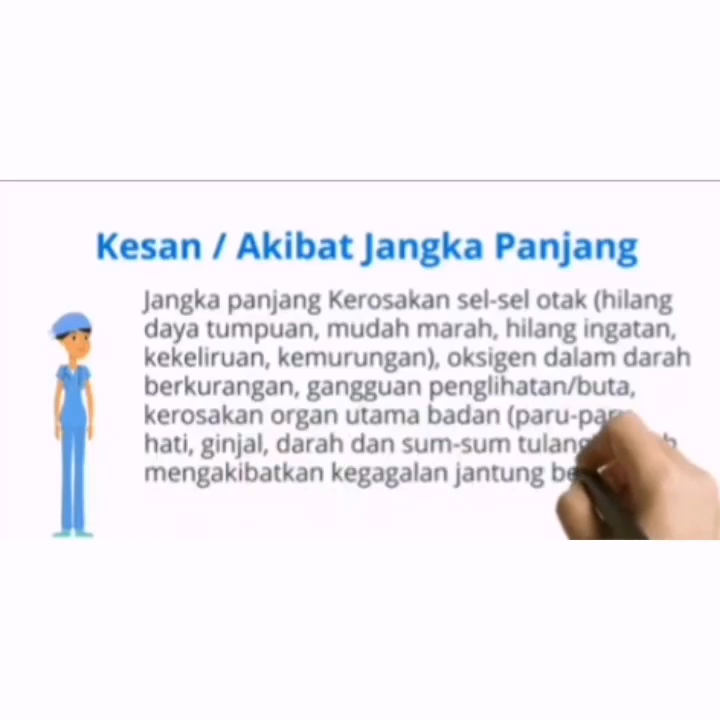 Kesan / Akibat Jangka Panjang
Jangka panjang Kerosakan sel-sel otak (hilang
daya tumpuan, mudah marah, hilang ingatan,
kekeliruan, kemurungan), oksigen dalam darah
berkurangan, gangguan penglihatan/buta,
kerosakan organ utama badan
hati, ginjal, darah dan sum-sum tulang
mengakibatkan kegagalan jantung